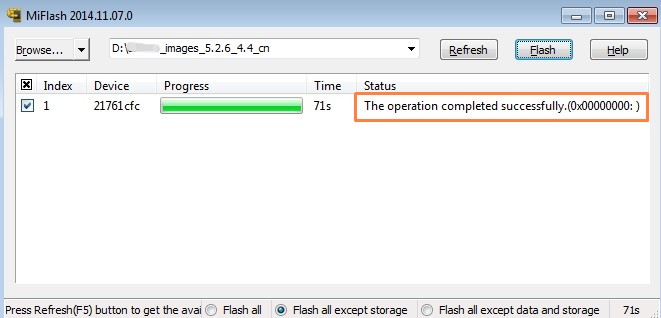 MiFlash 2014.11.07.0
Browse... D:\ _images_5.2.6_4.4_cn Refresh Flash Help
Index Device Progress Time Status
1 21761cfc 71s The operation completed successfully.(0x00000000: )
Press Refresh(F5) button to get the avai Flash all Flash all except storage Flash all except data and storage 71s